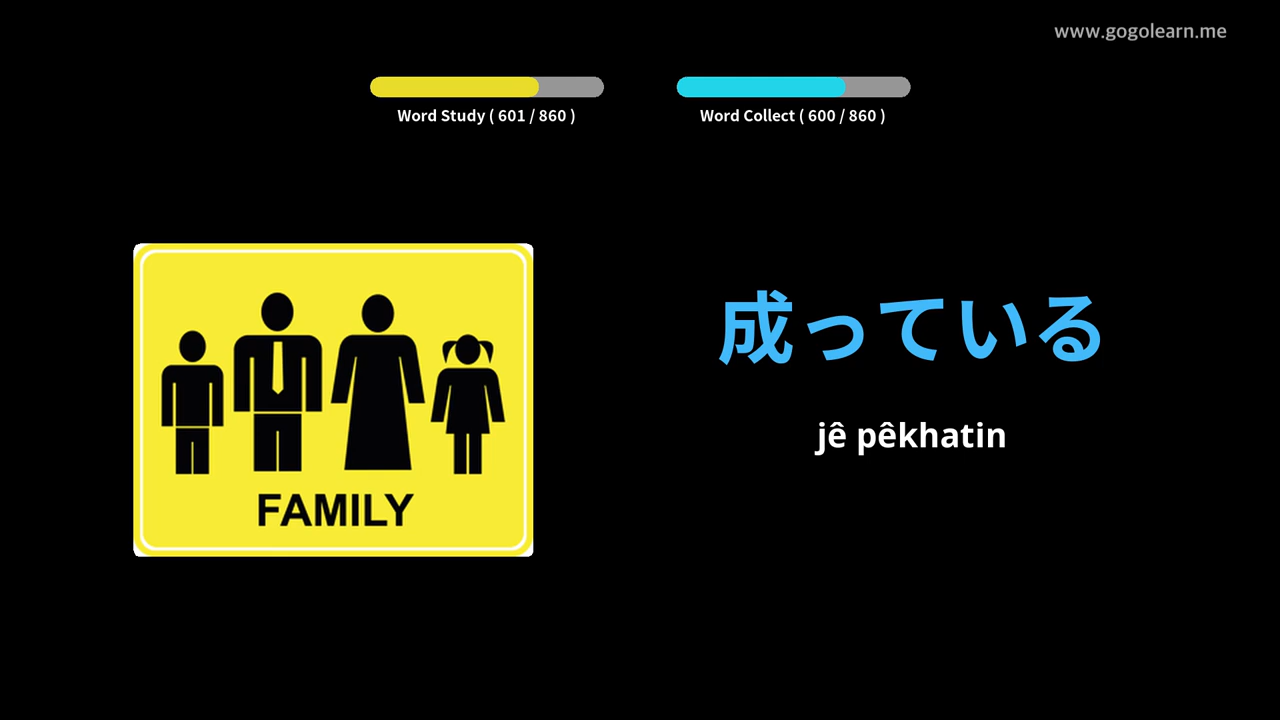 www.gogolearn.me
Word Study ( 601 / 860 )
Word Collect ( 600 / 860 )
FAMILY
成っている
jê pêkhatin